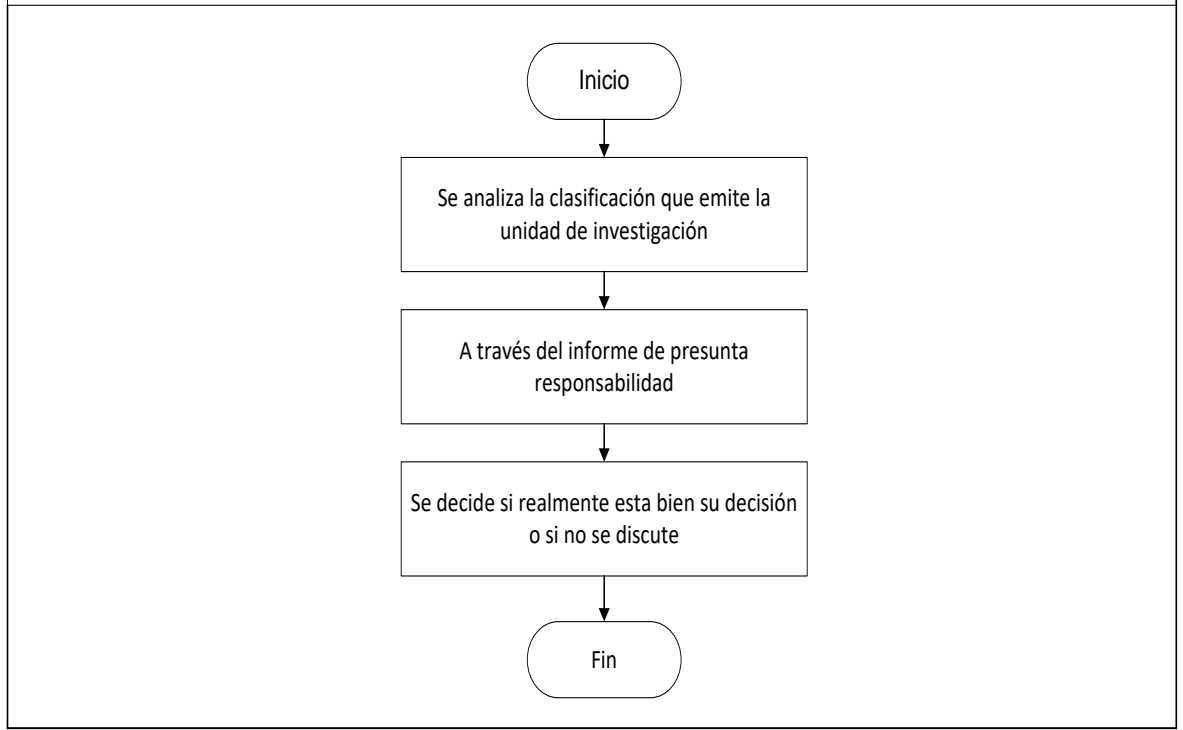 Inicio
Se analiza la clasificación que emite la
unidad de investigación
A través del informe de presunta
responsabilidad
Se decide si realmente esta bien su decisión
o si no se discute
Fin